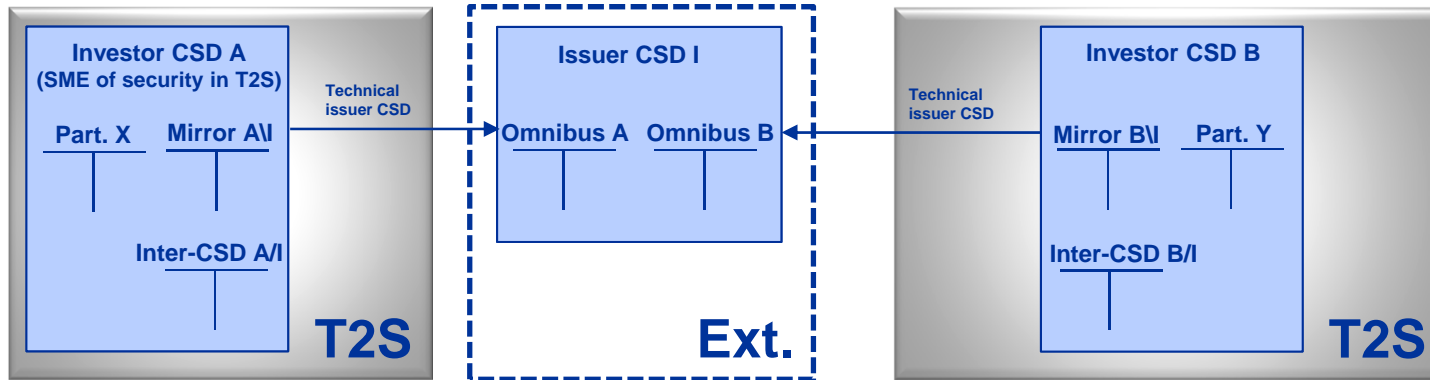 Investor CSD A
(SME of security in T2S)
Part. X
Mirror A\I
Inter-CSD A/I
T2S
Technical
issuer CSD
Issuer CSD I
Omnibus A
Omnibus B
Ext.
Technical
issuer CSD
Investor CSD B
Mirror B\I
Part. Y
Inter-CSD B/I
T2S